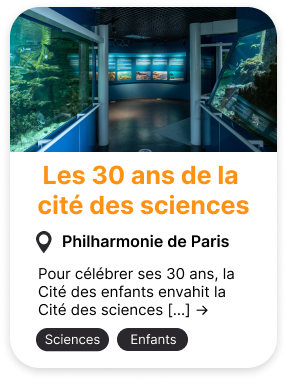 Les 30 ans de la
cité des sciences
Philharmonie de Paris
Pour célébrer ses 30 ans, la
Cité des enfants envahit la
Cité des sciences [...] →
Sciences
Enfants